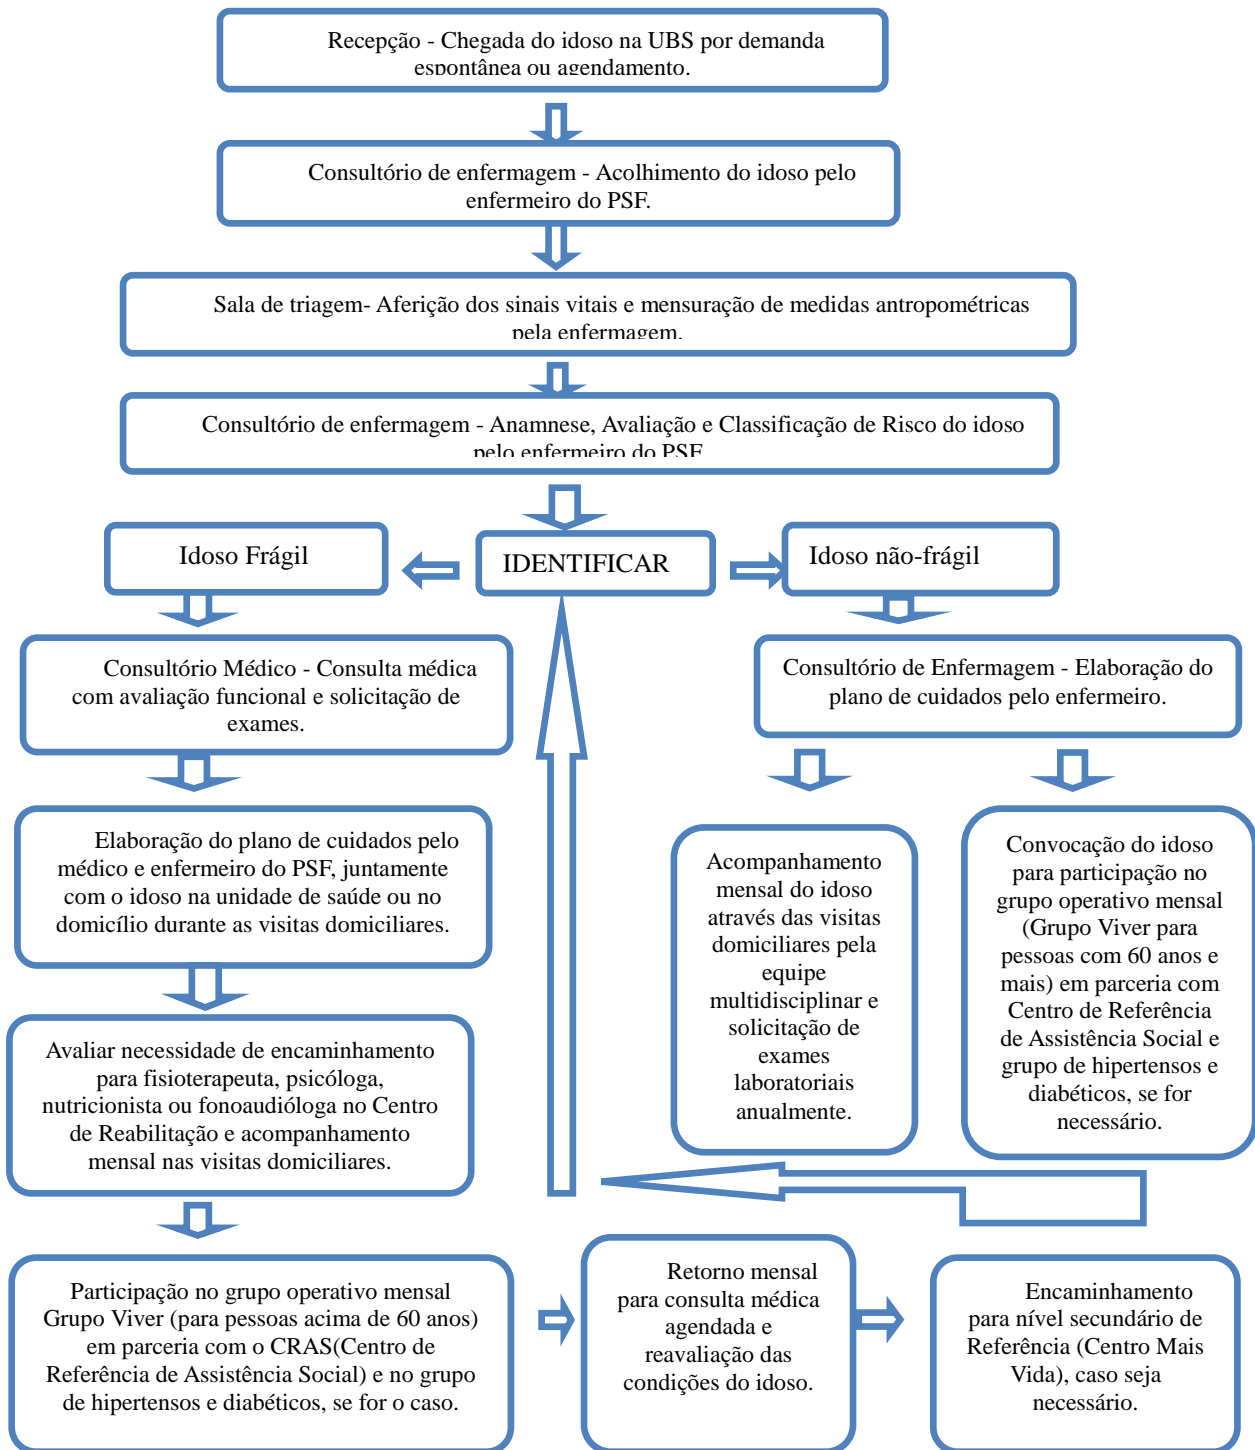 Recepção - Chegada do idoso na UBS por demanda
espontânea ou agendamento.
Consultório de enfermagem - Acolhimento do idoso pelo
enfermeiro do PSF.
Sala de triagem- Aferição dos sinais vitais e mensuração de medidas antropométricas
pela enfermagem.
Consultório de enfermagem - Anamnese, Avaliação e Classificação de Risco do idoso
pelo enfermeiro do PSF
Idoso Frágil
IDENTIFICAR
Idoso não-frágil
Consultório Médico - Consulta médica
com avaliação funcional e solicitação de
exames.
Consultório de Enfermagem - Elaboração do
plano de cuidados pelo enfermeiro.
Elaboração do plano de cuidados pelo
médico e enfermeiro do PSF, juntamente
com o idoso na unidade de saúde ou no
domicílio durante as visitas domiciliares.
Acompanhamento
mensal do idoso
através das visitas
domiciliares pela
equipe
multidisciplinar e
solicitação de
exames
laboratoriais
anualmente.
Convocação do idoso
para participação no
grupo operativo mensal
(Grupo Viver para
pessoas com 60 anos e
mais) em parceria com
Centro de Referência
de Assistência Social e
grupo de hipertensos e
diabéticos, se for
necessário.
Avaliar necessidade de encaminhamento
para fisioterapeuta, psicóloga,
nutricionista ou fonoaudióloga no Centro
de Reabilitação e acompanhamento
mensal nas visitas domiciliares.
Participação no grupo operativo mensal
Grupo Viver (para pessoas acima de 60 anos)
em parceria com o CRAS(Centro de
Referência de Assistência Social) e no grupo
de hipertensos e diabéticos, se for o caso.
Retorno mensal
para consulta médica
agendada e
reavaliação das
condições do idoso.
Encaminhamento
para nível secundário de
Referência (Centro Mais
Vida), caso seja
necessário.